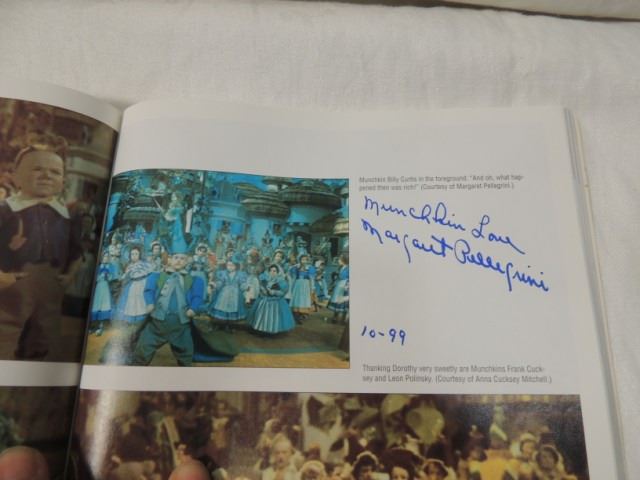 Munchkin Billy Curtis in the foreground. "And oh, what hap-
pened then was rich!" (Courtesy of Margaret Pellegrini.)
Munchkin Love
Margaret Pellegrini
10-99
Thanking Dorothy very sweetly are Munchkins Frank Cuck-
sey and Leon Polinsky. (Courtesy of Anna Cucksey Mitchell.)